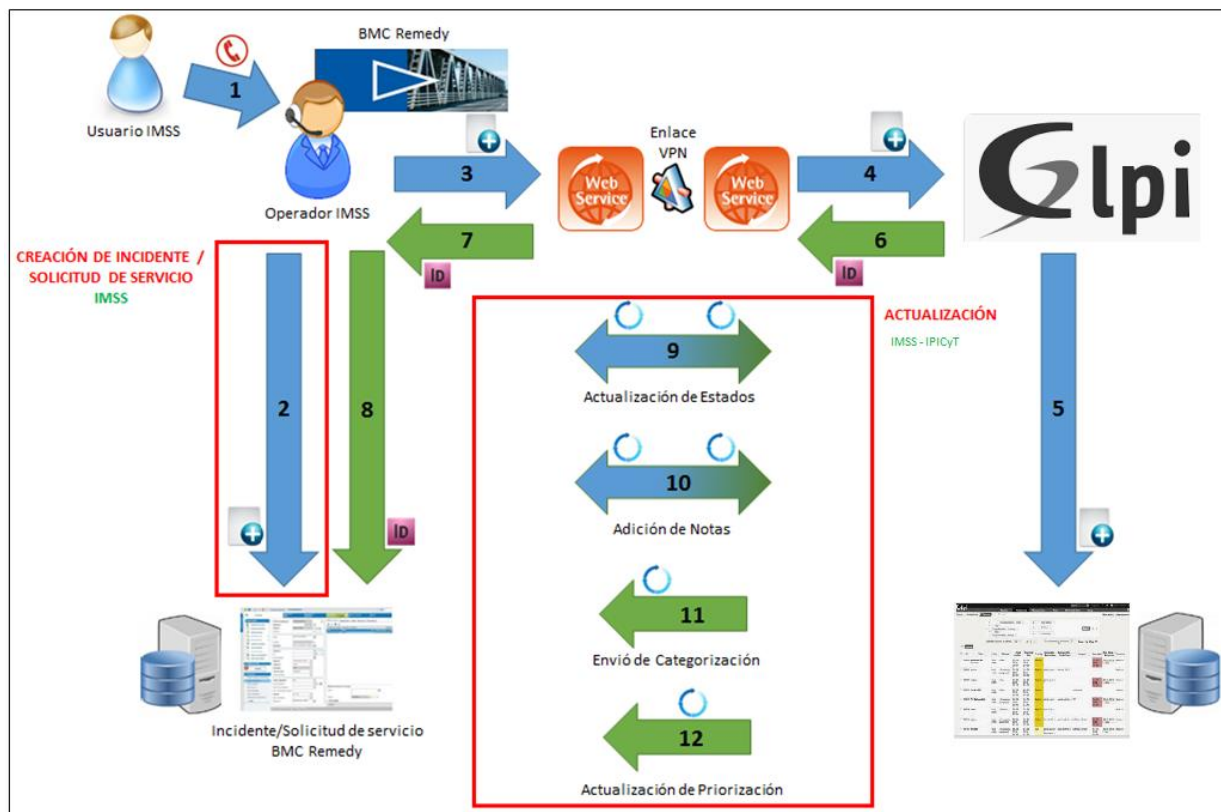 BMC Remedy
1
Usuario IMSS
Operador IMSS
3
Enlace
VPN
Web
Service
Web
Service
4
Glpi
7
ID
6
ID
CREACIÓN DE INCIDENTE /
SOLICITUD DE SERVICIO
IMSS
ACTUALIZACIÓN
IMSS - IPICyT
9
Actualización de Estados
2
8
5
10
Adición de Notas
ID
11
Envió de Categorización
12
Actualización de Priorización
Incidente/Solicitud de servicio
BMC Remedy
Glpi